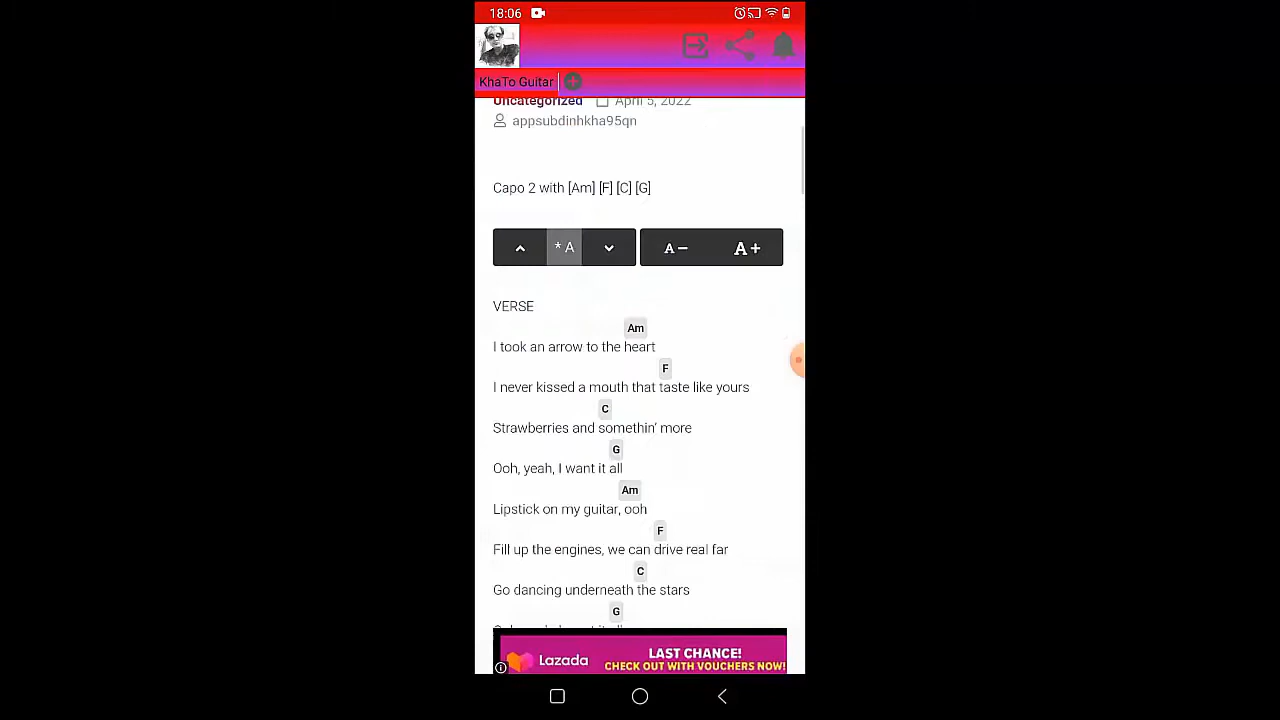 18:06
KhaTo Guitar
Uncategorized April 5, 2022
appsubdinhkha95qn
Capo 2 with [Am] [F] [C] [G]
* A A− A+
VERSE
Am
I took an arrow to the heart
F
I never kissed a mouth that taste like yours
C
Strawberries and somethin' more
G
Ooh, yeah, I want it all
Am
Lipstick on my guitar, ooh
F
Fill up the engines, we can drive real far
C
Go dancing underneath the stars
G
Lazada
LAST CHANCE!
CHECK OUT WITH VOUCHERS NOW!